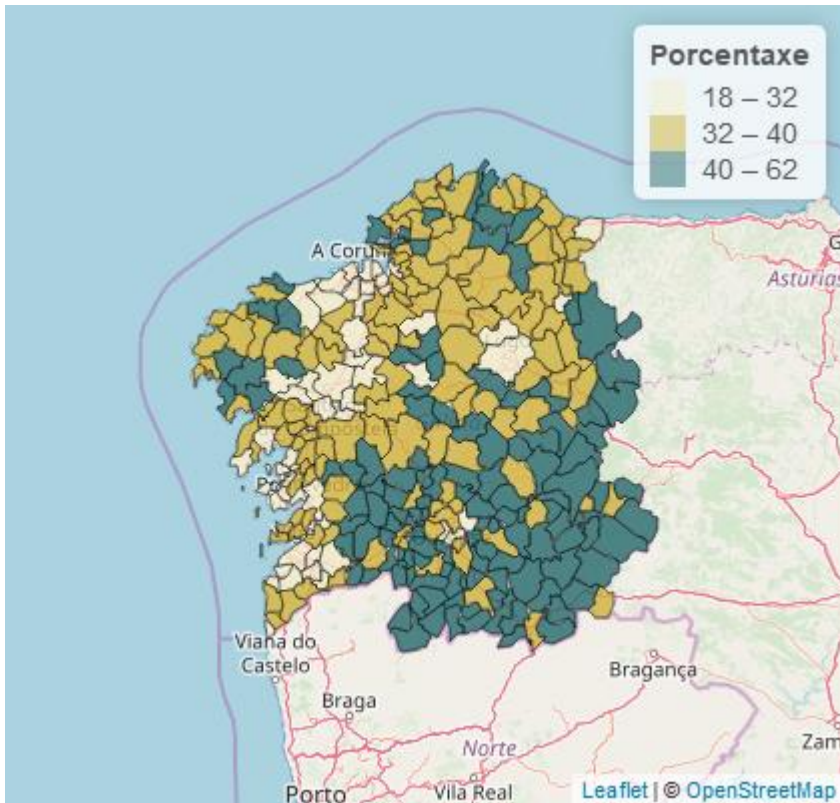 Porcentaxe
18 – 32
32 – 40
40 – 62
A Coruñ
G
Asturias
Viana do
Castelo
Bragança
Braga
Zam
Norte
Porto
Vila Real
Leaflet | © OpenStreetMap